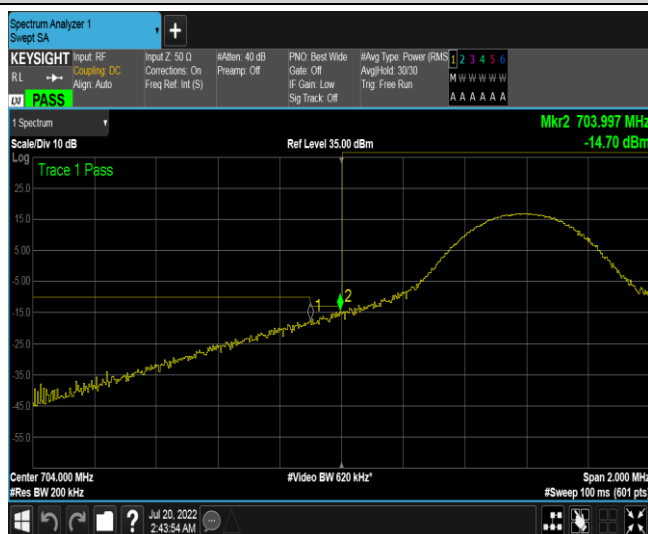 Spectrum Analyzer 1
Swept SA
KEYSIGHT
RL
LXI PASS
Input: RF
Coupling: DC
Align: Auto
Input Z: 50 Ω
Corrections: On
Freq Ref: Int (S)
#Atten: 40 dB
Preamp: Off
PNO: Best Wide
Gate: Off
IF Gain: Low
Sig Track: Off
#Avg Type: Power (RMS
Avg|Hold: 30/30
Trig: Free Run
1 2 3 4 5 6
M W W W W W
A A A A A A
1 Spectrum
Mkr2 703.997 MHz
Scale/Div 10 dB
Ref Level 35.00 dBm
-14.70 dBm
Log
Trace 1 Pass
25.0
15.0
5.00
-5.00
-15.0
-25.0
-35.0
-45.0
-55.0
1
2
Center 704.000 MHz
#Video BW 620 kHz*
Span 2.000 MHz
#Res BW 200 kHz
#Sweep 100 ms (601 pts)
?
Jul 20, 2022
2:43:54 AM